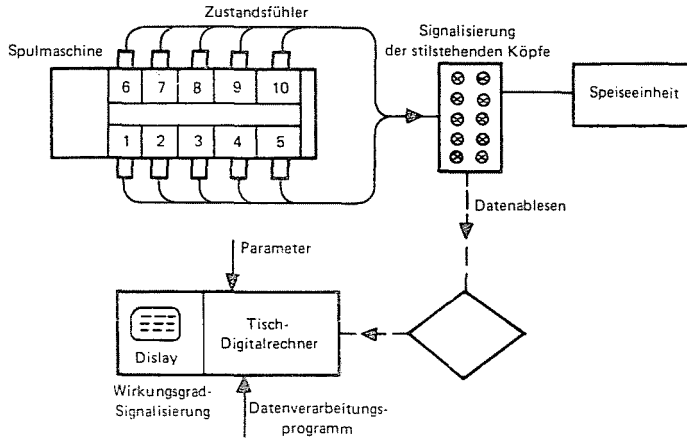 Zustandsfühler
Spulmaschine
Signalisierung
der stilstehenden Köpfe
6 7 8 9 10
1 2 3 4 5
Speiseeinheit
Datenablesen
Parameter
Tisch-
Digitalrechner
Dislay
Wirkungsgrad-
Signalisierung
Datenverarbeitungs-
programm